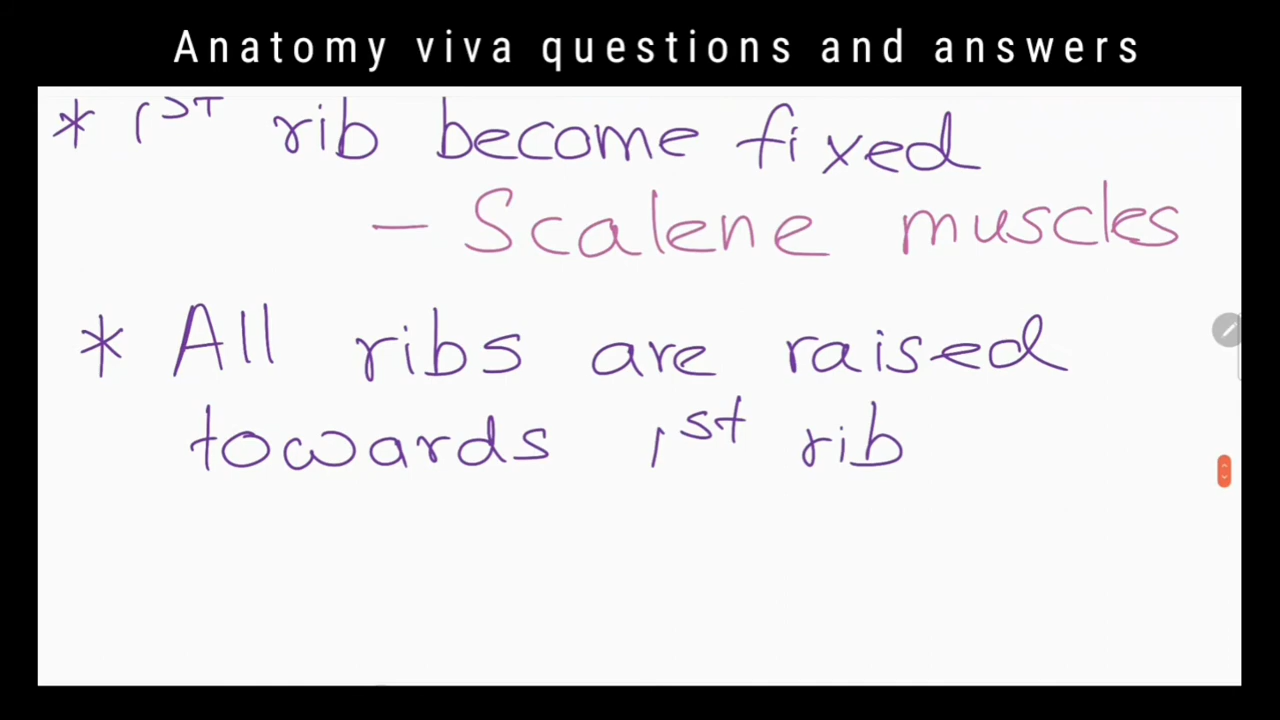 Anatomy viva questions and answers
* 1ST rib become fixed
- Scalene muscles
* All ribs are raised
towards 1st rib